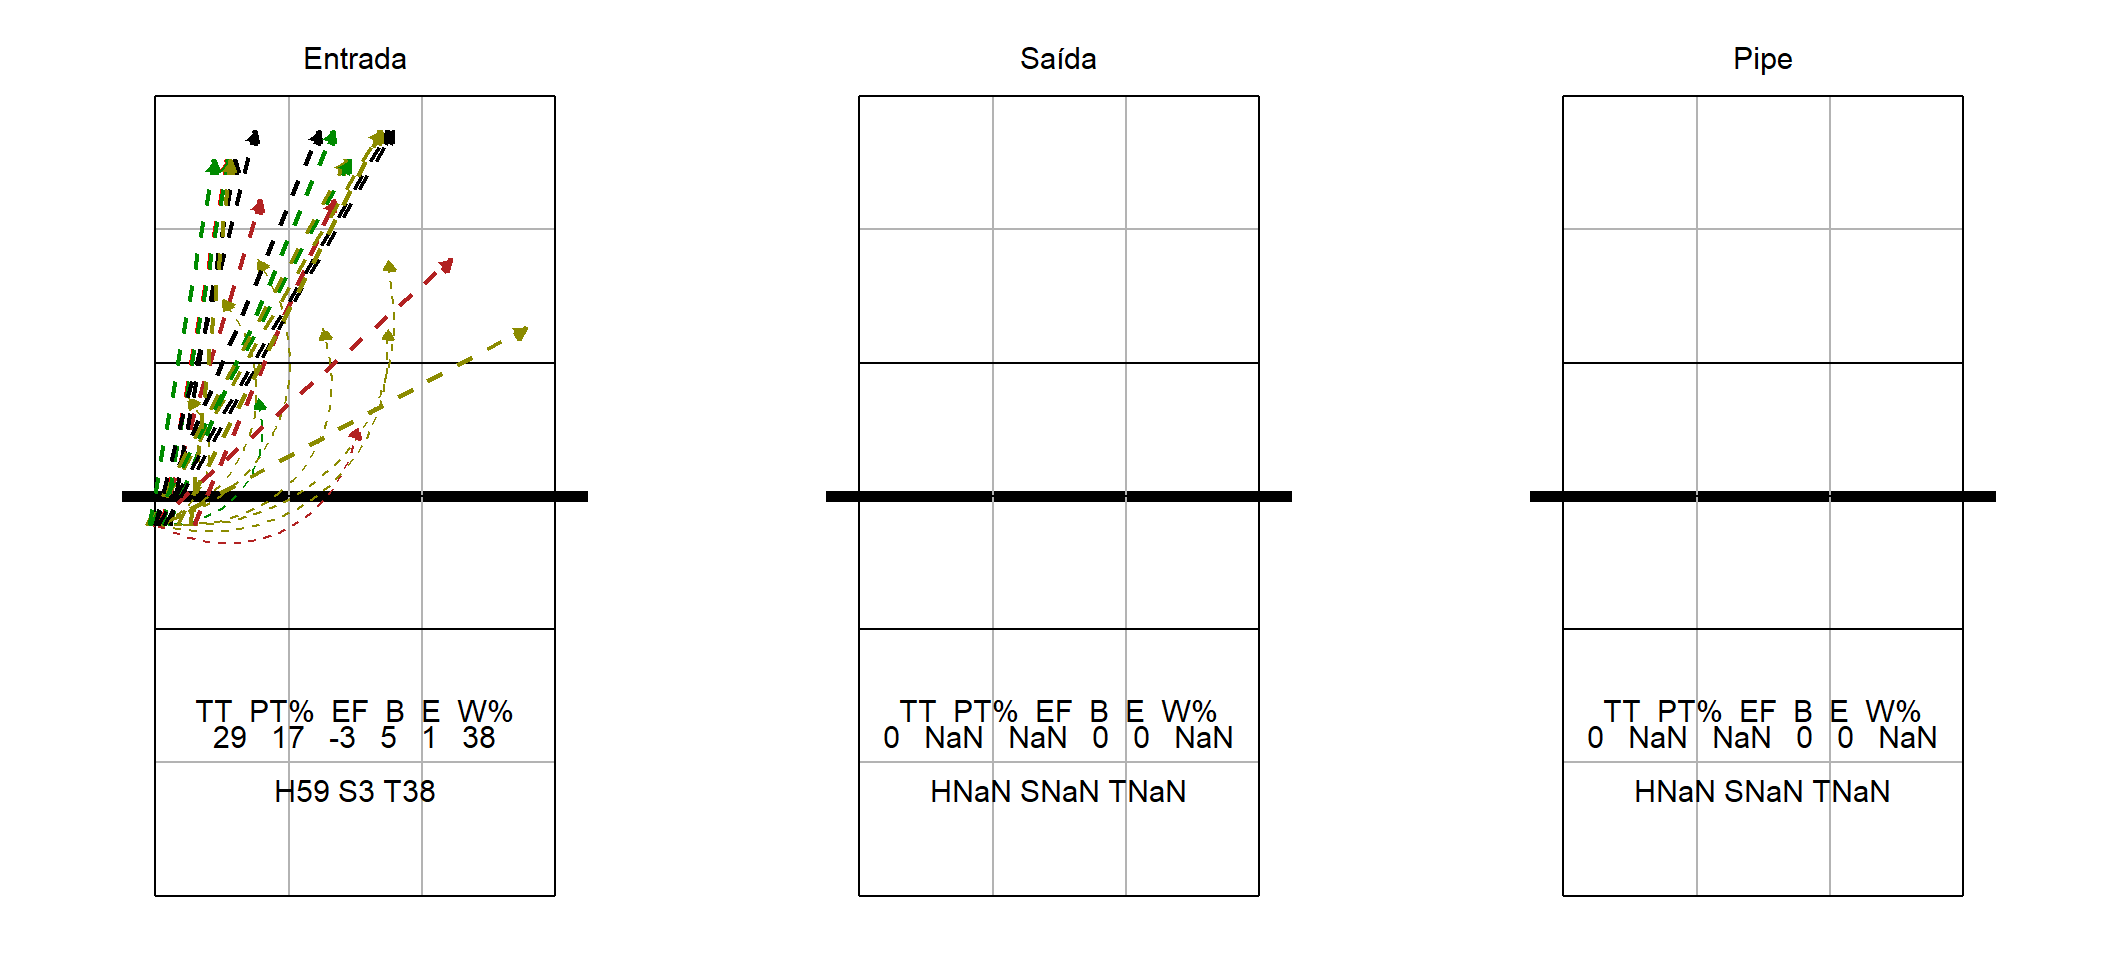 Entrada
TT PT% EF B E W%
29 17 -3 5 1 38
H59 S3 T38
Saída
TT PT% EF B E W%
0 NaN NaN 0 0 NaN
HNaN SNaN TNaN
Pipe
TT PT% EF B E W%
0 NaN NaN 0 0 NaN
HNaN SNaN TNaN